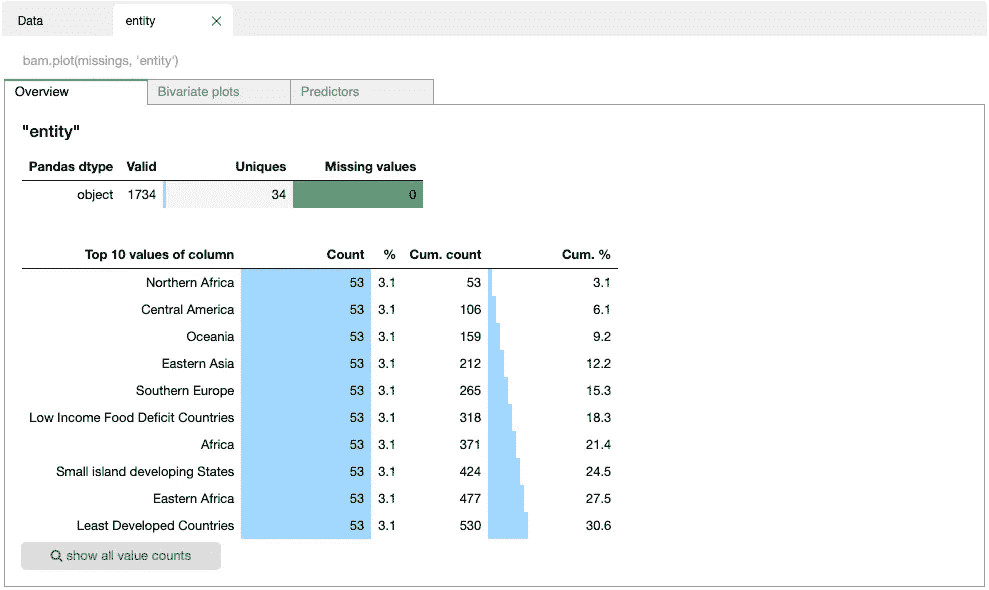 Data entity
bam.plot(missings, 'entity')
Overview Bivariate plots Predictors
"entity"
Pandas dtype Valid Uniques Missing values
object 1734 34 0
Top 10 values of column Count % Cum. count Cum. %
Northern Africa 53 3.1 53 3.1
Central America 53 3.1 106 6.1
Oceania 53 3.1 159 9.2
Eastern Asia 53 3.1 212 12.2
Southern Europe 53 3.1 265 15.3
Low Income Food Deficit Countries 53 3.1 318 18.3
Africa 53 3.1 371 21.4
Small island developing States 53 3.1 424 24.5
Eastern Africa 53 3.1 477 27.5
Least Developed Countries 53 3.1 530 30.6
show all value counts